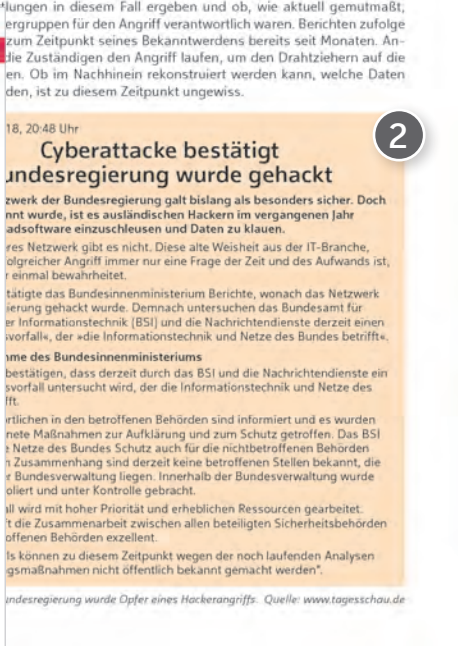 lungen in diesem Fall ergeben und ob, wie aktuell gemutmaßt,
ergruppen für den Angriff verantwortlich waren. Berichten zufolge
zum Zeitpunkt seines Bekanntwerdens bereits seit Monaten. An-
die Zuständigen den Angriff laufen, um den Drahtziehern auf die
en. Ob im Nachhinein rekonstruiert werden kann, welche Daten
den, ist zu diesem Zeitpunkt ungewiss.
2
18, 20:48 Uhr
Cyberattacke bestätigt
undesregierung wurde gehackt
zwerk der Bundesregierung galt bislang als besonders sicher. Doch
nnt wurde, ist es ausländischen Hackern im vergangenen Jahr
adsoftware einzuschleusen und Daten zu klauen.
res Netzwerk gibt es nicht. Diese alte Weisheit aus der IT-Branche,
olgreicher Angriff immer nur eine Frage der Zeit und des Aufwands ist,
r einmal bewahrheitet.
tätigte das Bundesinnenministerium Berichte, wonach das Netzwerk
ierung gehackt wurde. Demnach untersuchen das Bundesamt für
er Informationstechnik (BSI) und die Nachrichtendienste derzeit einen
svorfall«, der »die Informationstechnik und Netze des Bundes betrifft«.
hme des Bundesinnenministeriums
bestätigen, dass derzeit durch das BSI und die Nachrichtendienste ein
svorfall untersucht wird, der die Informationstechnik und Netze des
fft.
rtlichen in den betroffenen Behörden sind informiert und es wurden
nete Maßnahmen zur Aufklärung und zum Schutz getroffen. Das BSI
e Netze des Bundes Schutz auch für die nichtbetroffenen Behörden
n Zusammenhang sind derzeit keine betroffenen Stellen bekannt, die
r Bundesverwaltung liegen. Innerhalb der Bundesverwaltung wurde
oliert und unter Kontrolle gebracht.
all wird mit hoher Priorität und erheblichen Ressourcen gearbeitet.
t die Zusammenarbeit zwischen allen beteiligten Sicherheitsbehörden
offenen Behörden exzellent.
ls können zu diesem Zeitpunkt wegen der noch laufenden Analysen
gsmaßnahmen nicht öffentlich bekannt gemacht werden".
undesregierung wurde Opfer eines Hackerangriffs. Quelle: www.tagesschau.de